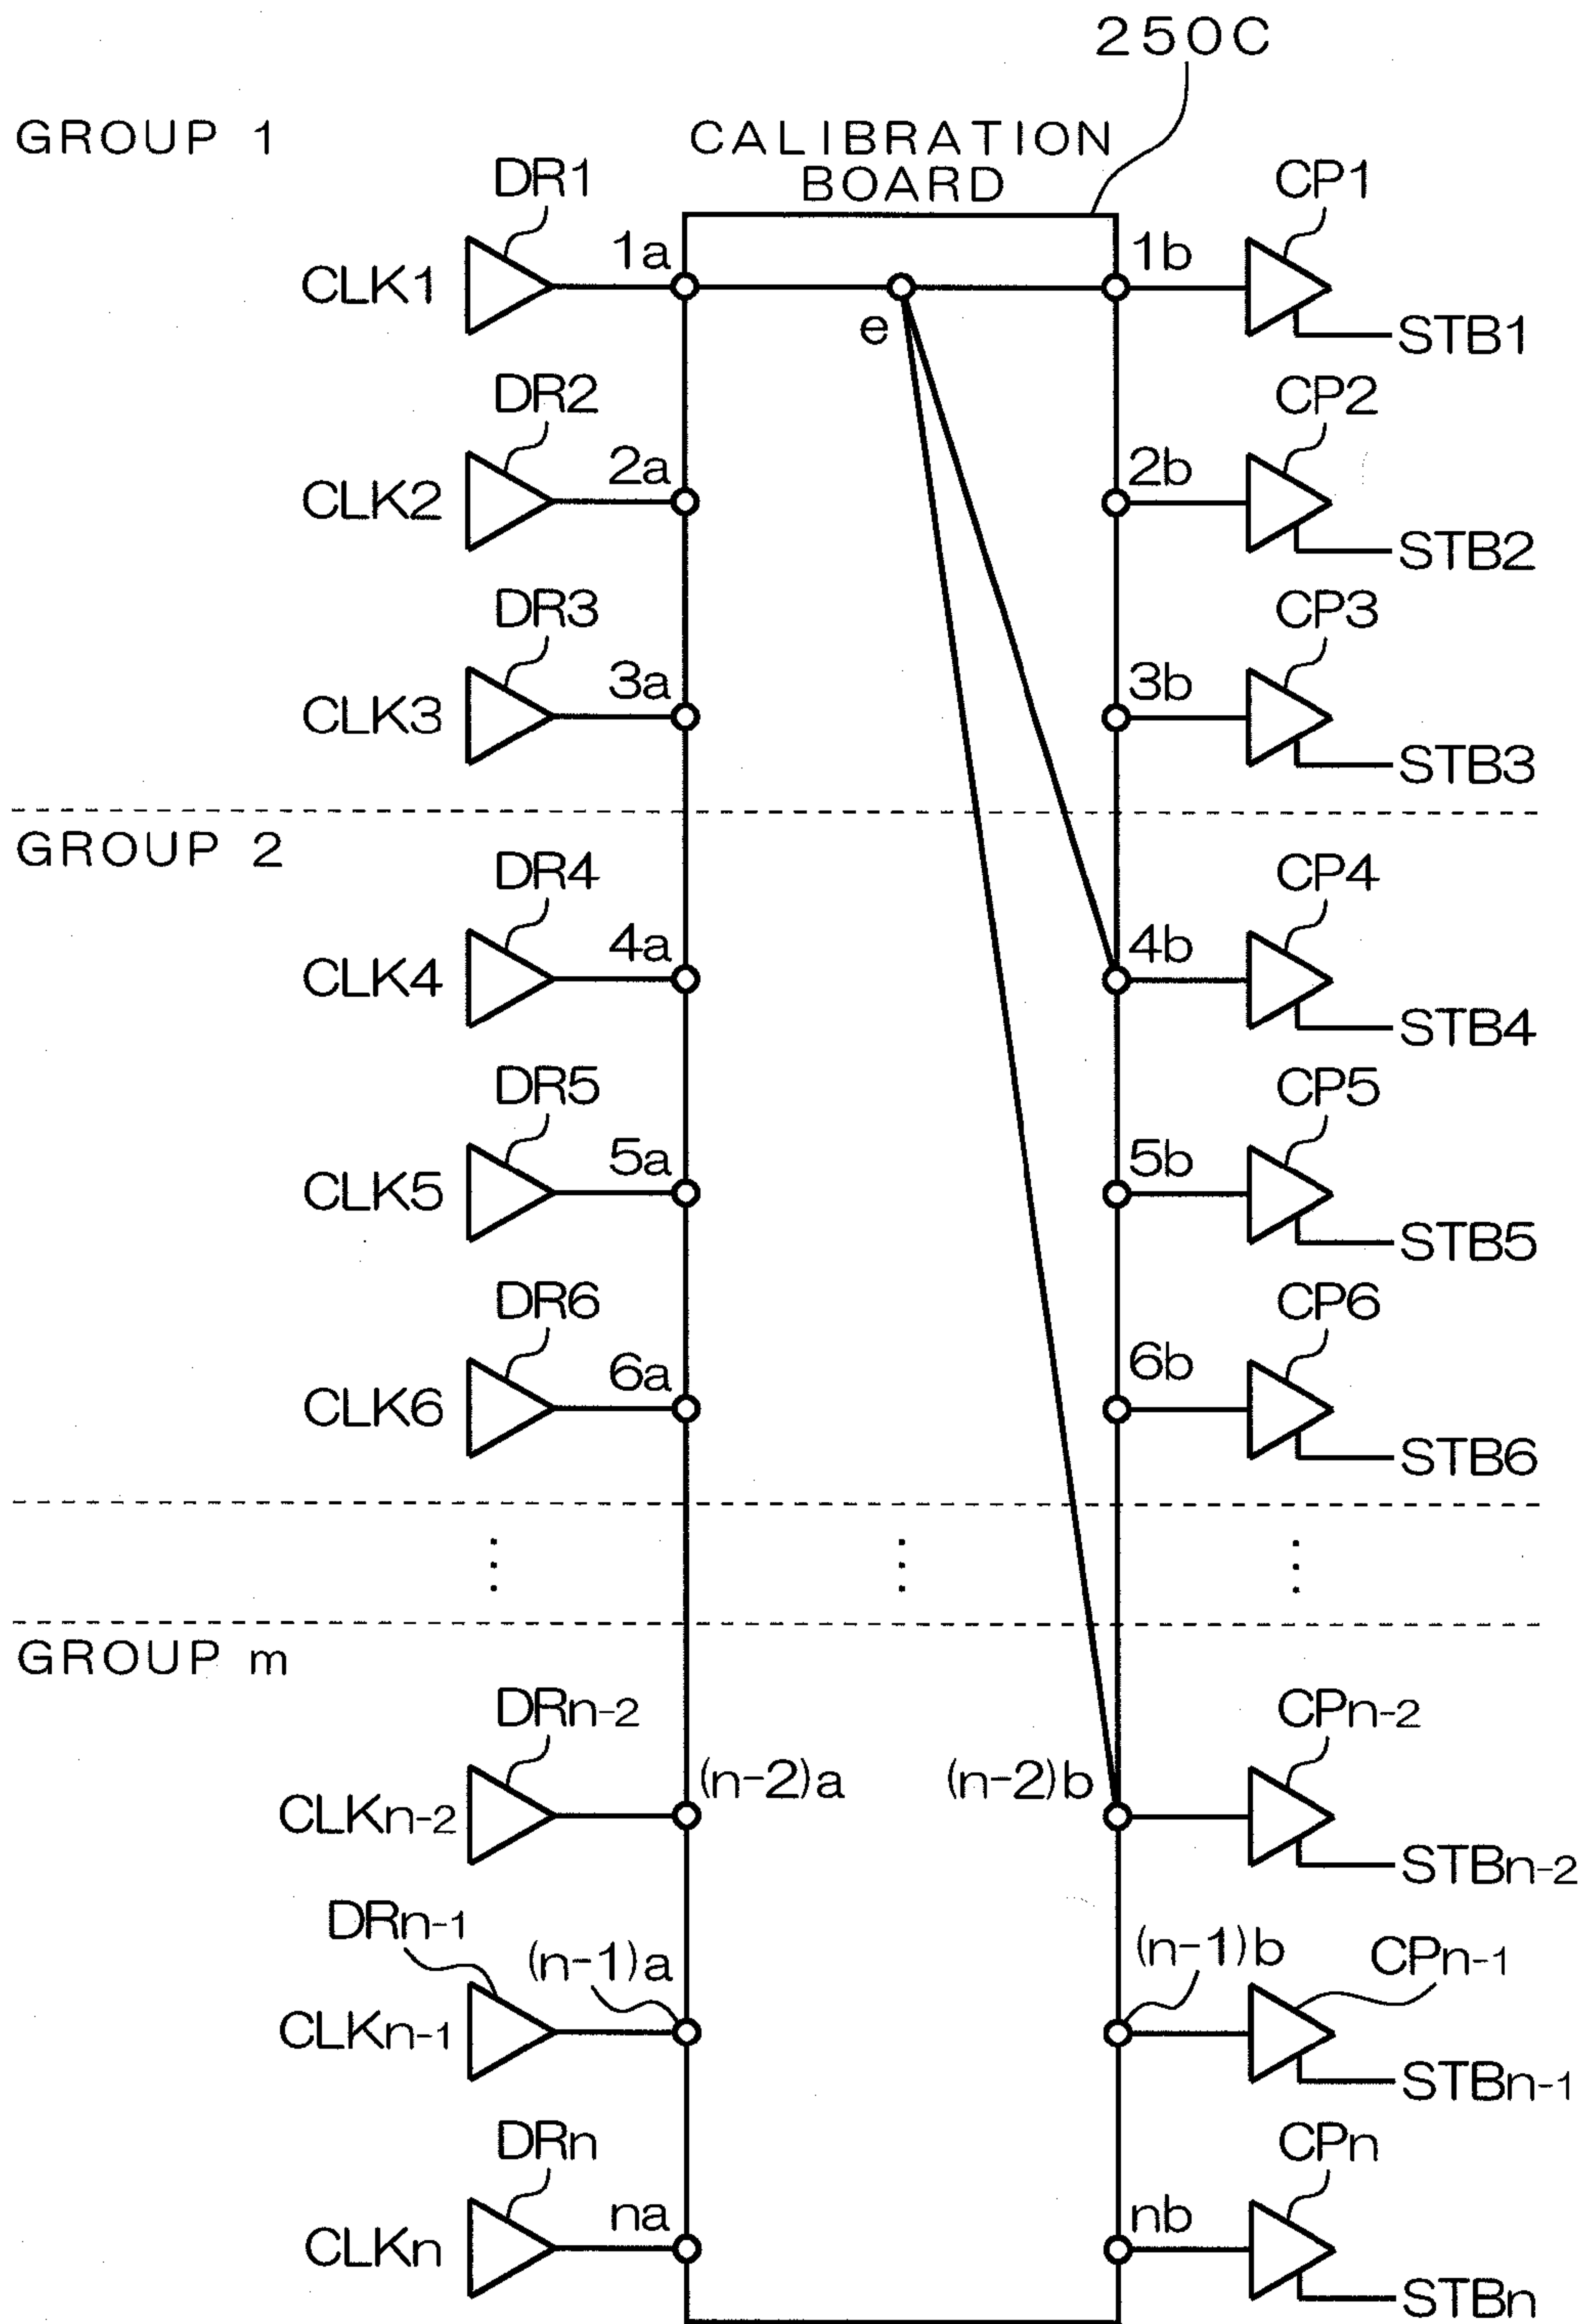 250C
GROUP 1
CALIBRATION
BOARD
DR1
CP1
1a
1b
CLK1
e
STB1
DR2
CP2
2a
2b
CLK2
STB2
DR3
CP3
3a
3b
CLK3
STB3
GROUP 2
DR4
CP4
4a
4b
CLK4
STB4
DR5
CP5
5a
5b
CLK5
STB5
DR6
CP6
6a
6b
CLK6
STB6
GROUP m
DRn-2
CPn-2
(n-2)a
(n-2)b
CLKn-2
STBn-2
DRn-1
(n-1)a
(n-1)b
CPn-1
CLKn-1
STBn-1
DRn
CPn
na
nb
CLKn
STBn